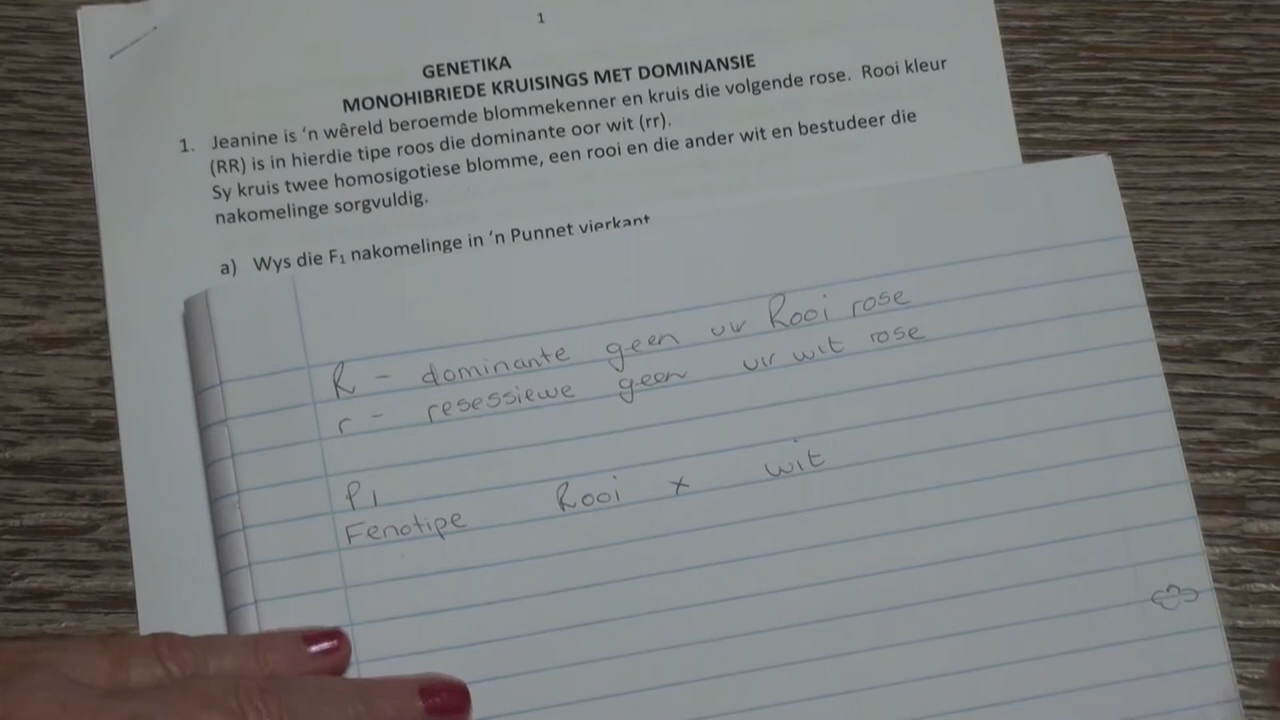 1
GENETIKA
MONOHIBRIEDE KRUISINGS MET DOMINANSIE
1. Jeanine is 'n wêreld beroemde blommekenner en kruis die volgende rose. Rooi kleur
(RR) is in hierdie tipe roos die dominante oor wit (rr).
Sy kruis twee homosigotiese blomme, een rooi en die ander wit en bestudeer die
nakomelinge sorgvuldig.
a) Wys die F₁ nakomelinge in 'n Punnet vierkant
R - dominante geen vir Rooi rose
r - resessiewe geen vir wit rose
P1
Rooi x wit
Fenotipe